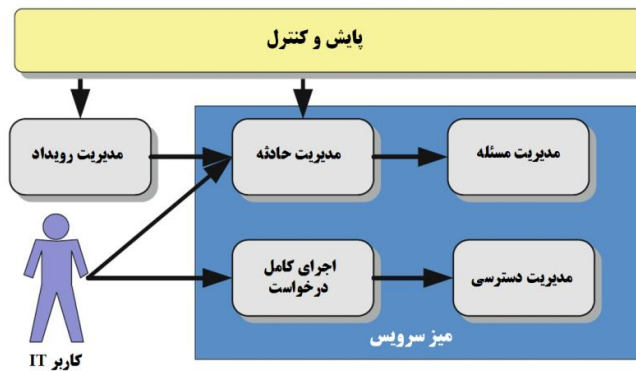 پایش و کنترل
مدیریت رویداد
مدیریت حادثه
مدیریت مسئله
اجرای کامل
درخواست
مدیریت دسترسی
میز سرویس
کاربر IT